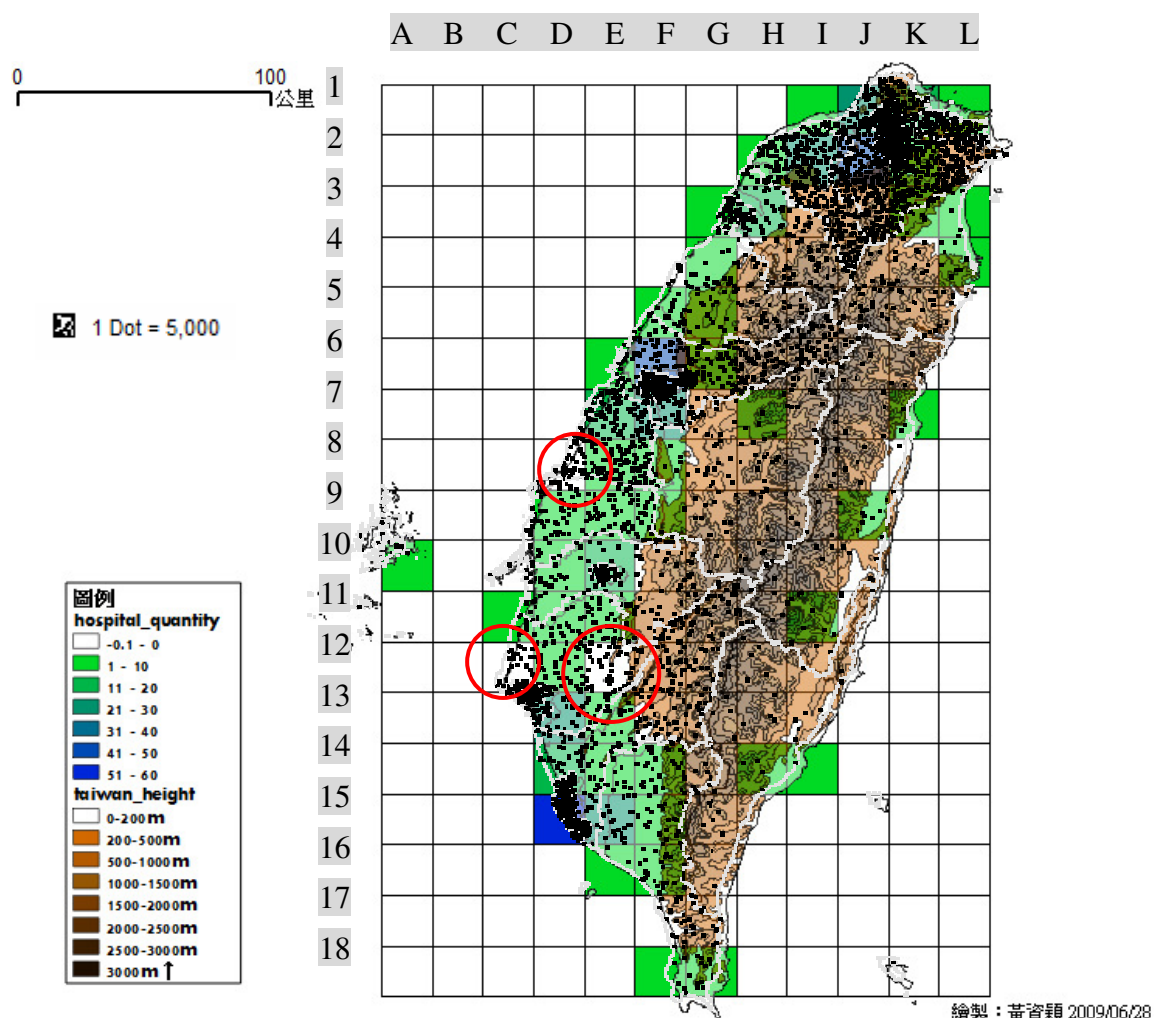 A B C D E F G H I J K L
0 100
公里
1
2
3
4
5
6
7
8
9
10
11
12
13
14
15
16
17
18
1 Dot = 5,000
圖例
hospital_quantity
-0.1 - 0
1 - 10
11 - 20
21 - 30
31 - 40
41 - 50
51 - 60
taiwan_height
0-200m
200-500m
500-1000m
1000-1500m
1500-2000m
2000-2500m
2500-3000m
3000m↑
繪製：黃資穎 2009/06/28